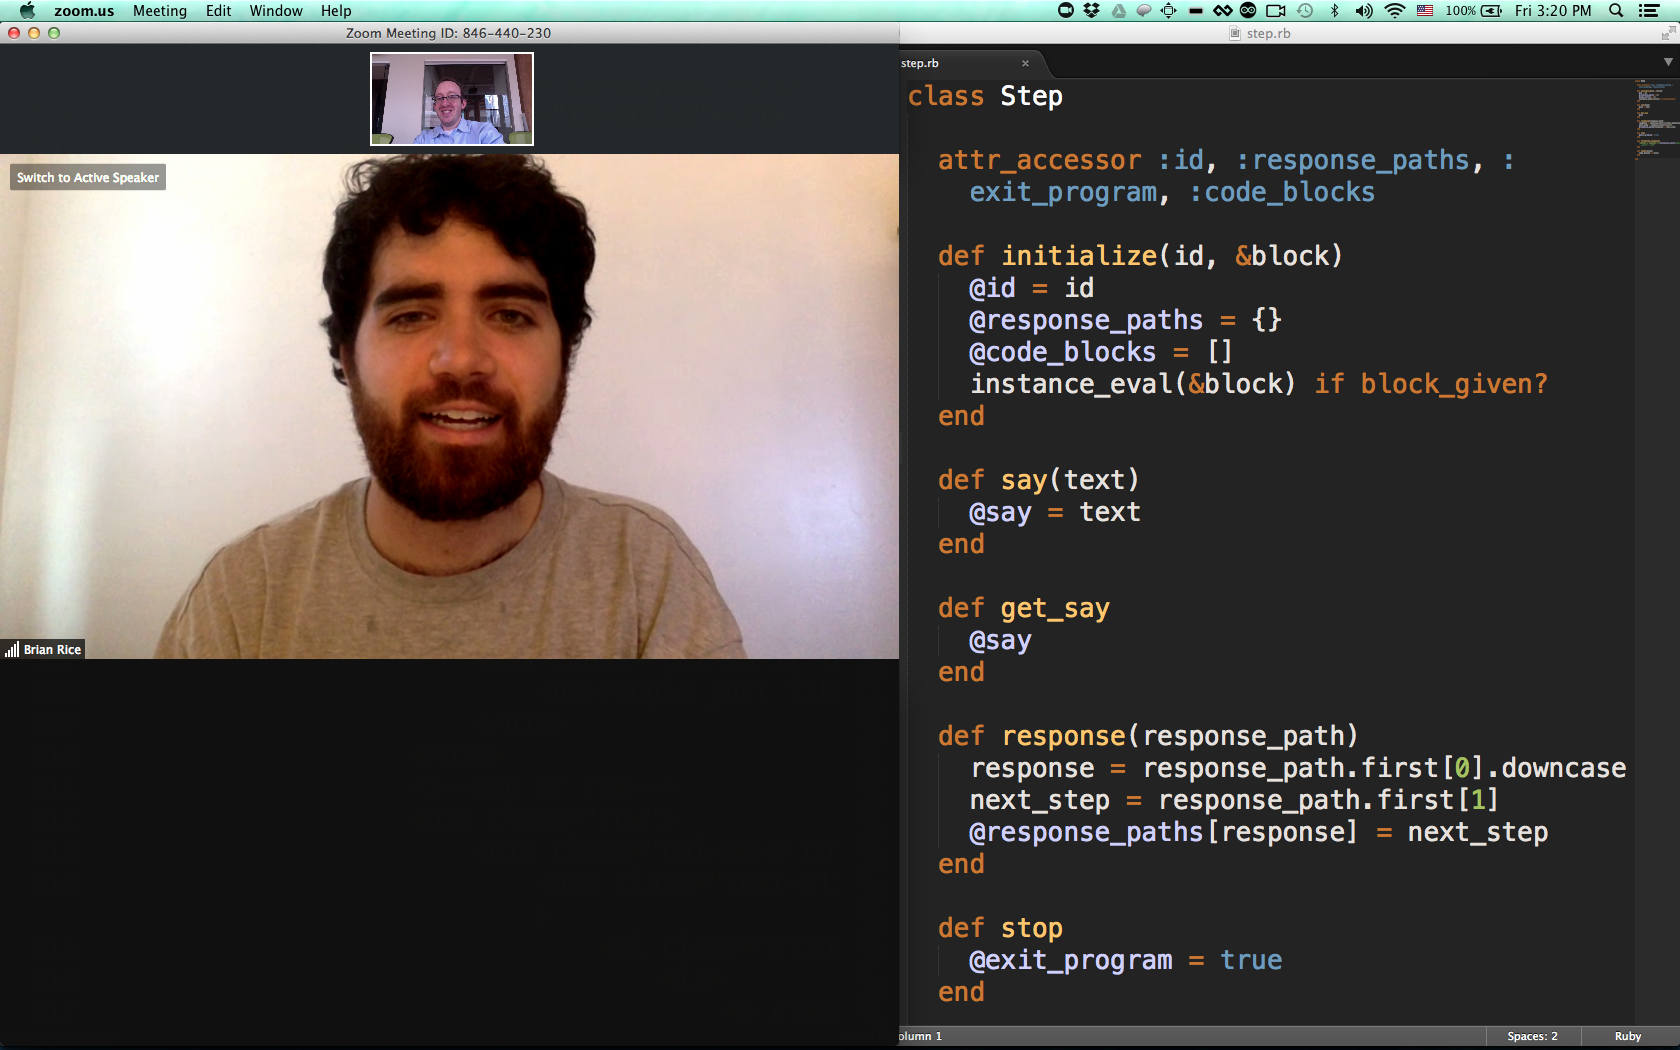 zoom.us Meeting Edit Window Help 100% Fri 3:20 PM
Zoom Meeting ID: 846-440-230
step.rb
Switch to Active Speaker
Brian Rice
step.rb
class Step
attr_accessor :id, :response_paths, :
exit_program, :code_blocks
def initialize(id, &block)
@id = id
@response_paths = {}
@code_blocks = []
instance_eval(&block) if block_given?
end
def say(text)
@say = text
end
def get_say
@say
end
def response(response_path)
response = response_path.first[0].downcase
next_step = response_path.first[1]
@response_paths[response] = next_step
end
def stop
@exit_program = true
end
olumn 1 Spaces: 2 Ruby